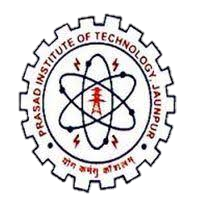 PRASAD INSTITUTE OF TECHNOLOGY, JAUNPUR
योग कर्मसु कौशलम्